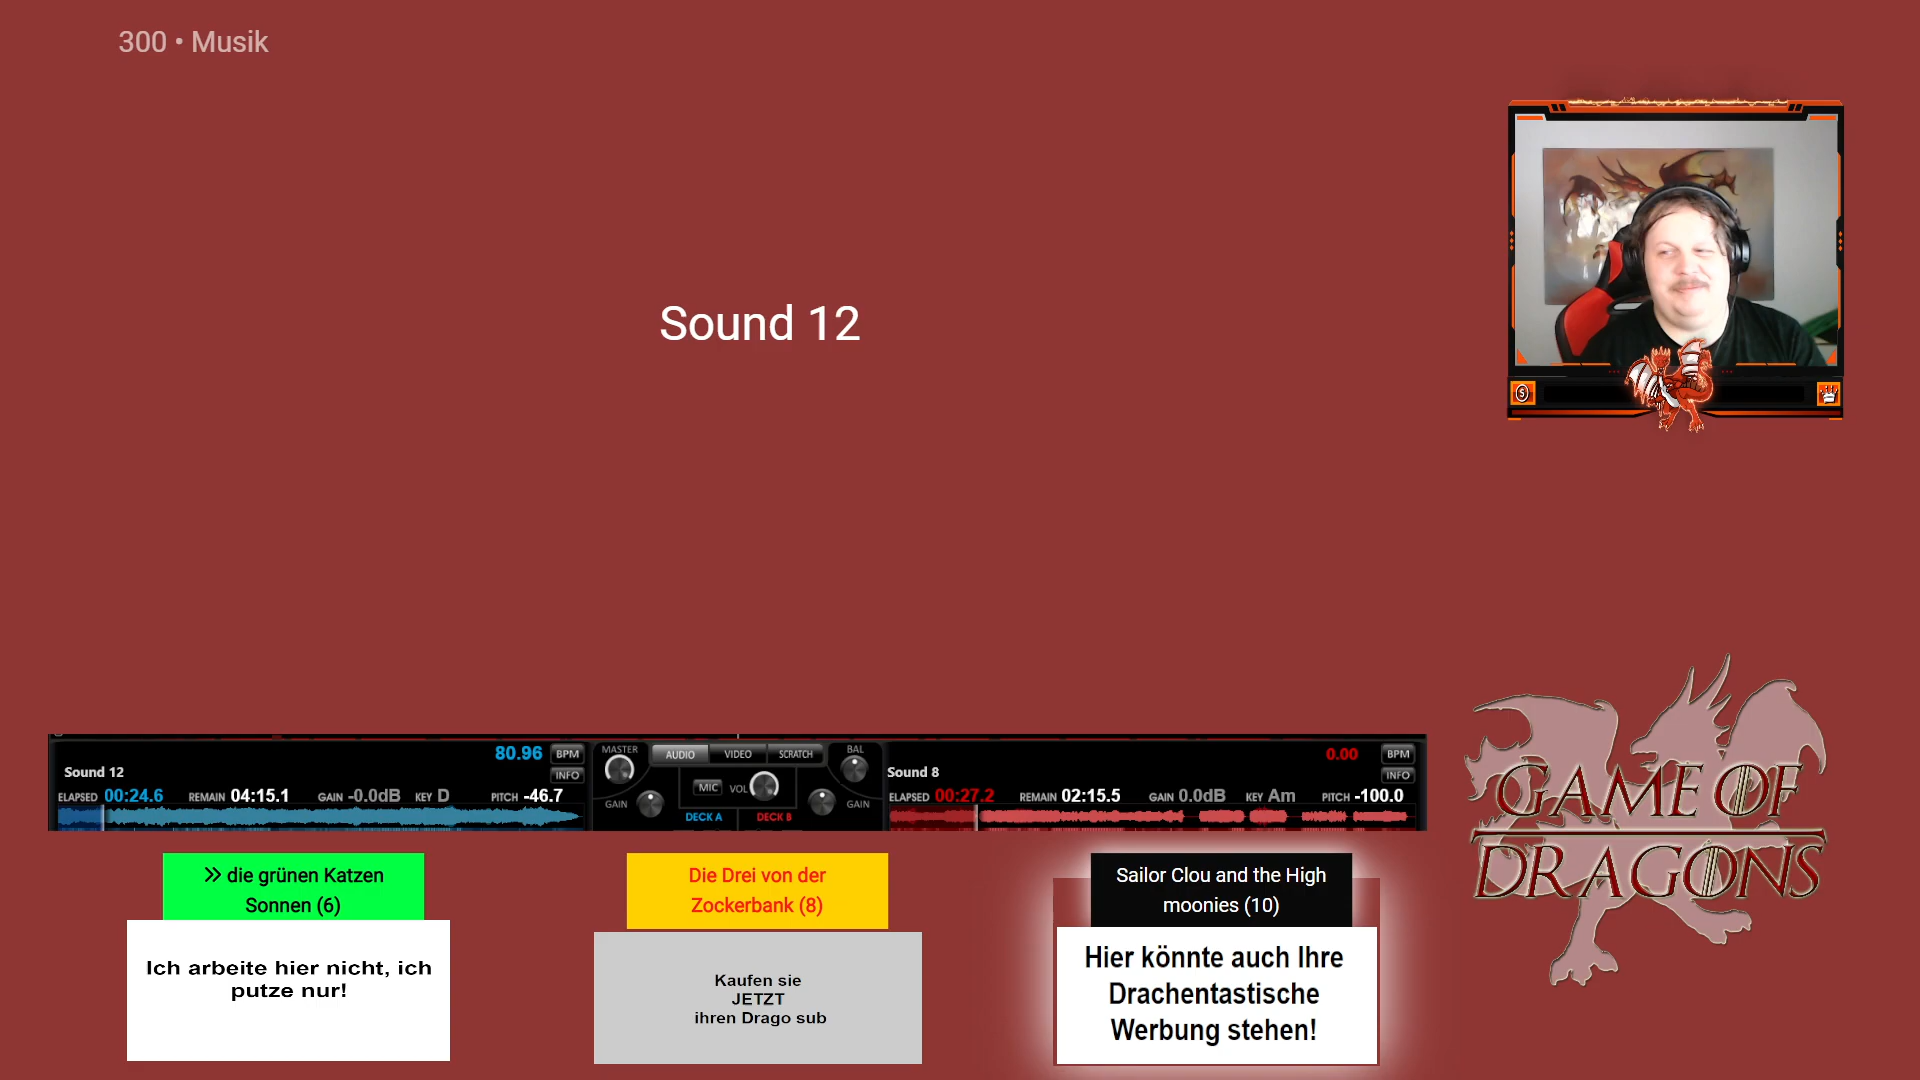 300 • Musik
Sound 12
80.96 BPM
Sound 12
INFO
ELAPSED 00:24.6 REMAIN 04:15.1 GAIN -0.0dB KEY D PITCH -46.7
MASTER AUDIO VIDEO SCRATCH BAL
MIC VOL
GAIN GAIN
DECK A DECK B
0.00 BPM
Sound 8
INFO
ELAPSED 00:27.2 REMAIN 02:15.5 GAIN 0.0dB KEY Am PITCH -100.0
GAME OF
DRAGONS
die grünen Katzen
Sonnen (6)
Ich arbeite hier nicht, ich
putze nur!
Die Drei von der
Zockerbank (8)
Kaufen sie
JETZT
ihren Drago sub
Sailor Clou and the High
moonies (10)
Hier könnte auch Ihre
Drachentastische
Werbung stehen!